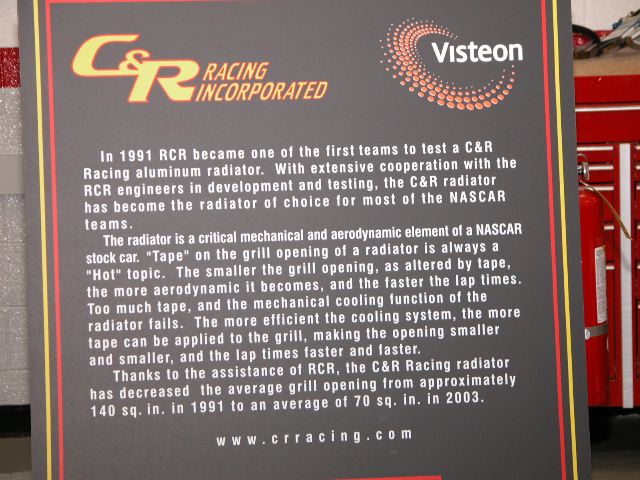 C&R RACING
INCORPORATED
Visteon
In 1991 RCR became one of the first teams to test a C&R
Racing aluminum radiator. With extensive cooperation with the
RCR engineers in development and testing, the C&R radiator
has become the radiator of choice for most of the NASCAR
teams.
The radiator is a critical mechanical and aerodynamic element of a NASCAR
stock car. "Tape" on the grill opening of a radiator is always a
"Hot" topic. The smaller the grill opening, as altered by tape,
the more aerodynamic it becomes, and the faster the lap times.
Too much tape, and the mechanical cooling function of the
radiator fails. The more efficient the cooling system, the more
tape can be applied to the grill, making the opening smaller
and smaller, and the lap times faster and faster.
Thanks to the assistance of RCR, the C&R Racing radiator
has decreased the average grill opening from approximately
140 sq. in. in 1991 to an average of 70 sq. in. in 2003.
www.crracing.com